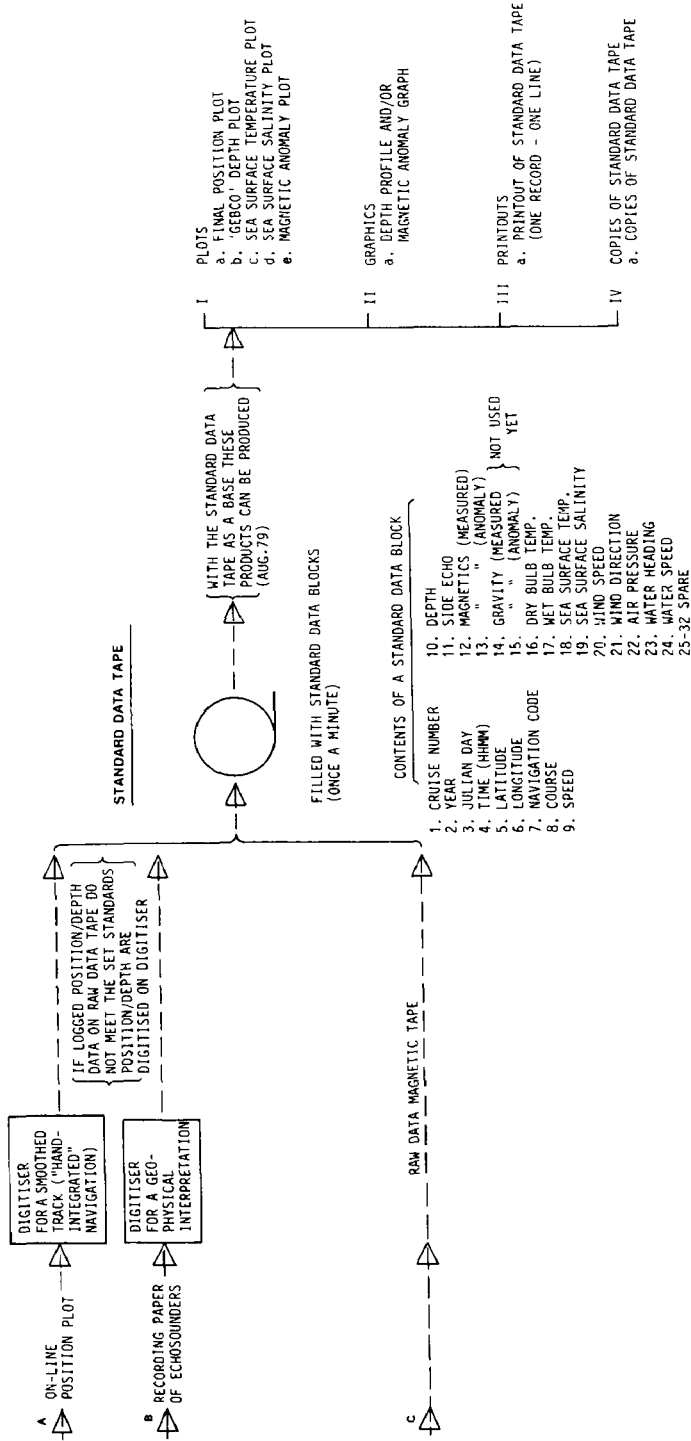 A
ON-LINE
POSITION PLOT
DIGITISER
FOR A SMOOTHED
TRACK ("HAND-
INTEGRATED"
NAVIGATION)
IF LOGGED POSITION/DEPTH
DATA ON RAW DATA TAPE DO
NOT MEET THE SET STANDARDS
POSITION/DEPTH ARE
DIGITISED ON DIGITISER
B
RECORDING PAPER
OF ECHOSOUNDERS
DIGITISER
FOR A GEO-
PHYSICAL
INTERPRETATION
C
RAW DATA MAGNETIC TAPE
STANDARD DATA TAPE
FILLED WITH STANDARD DATA BLOCKS
(ONCE A MINUTE)
WITH THE STANDARD DATA
TAPE AS A BASE THESE
PRODUCTS CAN BE PRODUCED
(AUG.79)
CONTENTS OF A STANDARD DATA BLOCK
1. CRUISE NUMBER
2. YEAR
3. JULIAN DAY
4. TIME (HHMM)
5. LATITUDE
6. LONGITUDE
7. NAVIGATION CODE
8. COURSE
9. SPEED
10. DEPTH
11. SIDE ECHO
12. MAGNETICS (MEASURED)
13. " " (ANOMALY)
14. GRAVITY (MEASURED
15. " " (ANOMALY)
NOT USED
YET
16. DRY BULB TEMP.
17. WET BULB TEMP.
18. SEA SURFACE TEMP.
19. SEA SURFACE SALINITY
20. WIND SPEED
21. WIND DIRECTION
22. AIR PRESSURE
23. WATER HEADING
24. WATER SPEED
25-32 SPARE
I PLOTS
a. FINAL POSITION PLOT
b. 'GEBCO' DEPTH PLOT
c. SEA SURFACE TEMPERATURE PLOT
d. SEA SURFACE SALINITY PLOT
e. MAGNETIC ANOMALY PLOT
II GRAPHICS
a. DEPTH PROFILE AND/OR
MAGNETIC ANOMALY GRAPH
III PRINTOUTS
a. PRINTOUT OF STANDARD DATA TAPE
(ONE RECORD - ONE LINE)
IV COPIES OF STANDARD DATA TAPE
a. COPIES OF STANDARD DATA TAPE